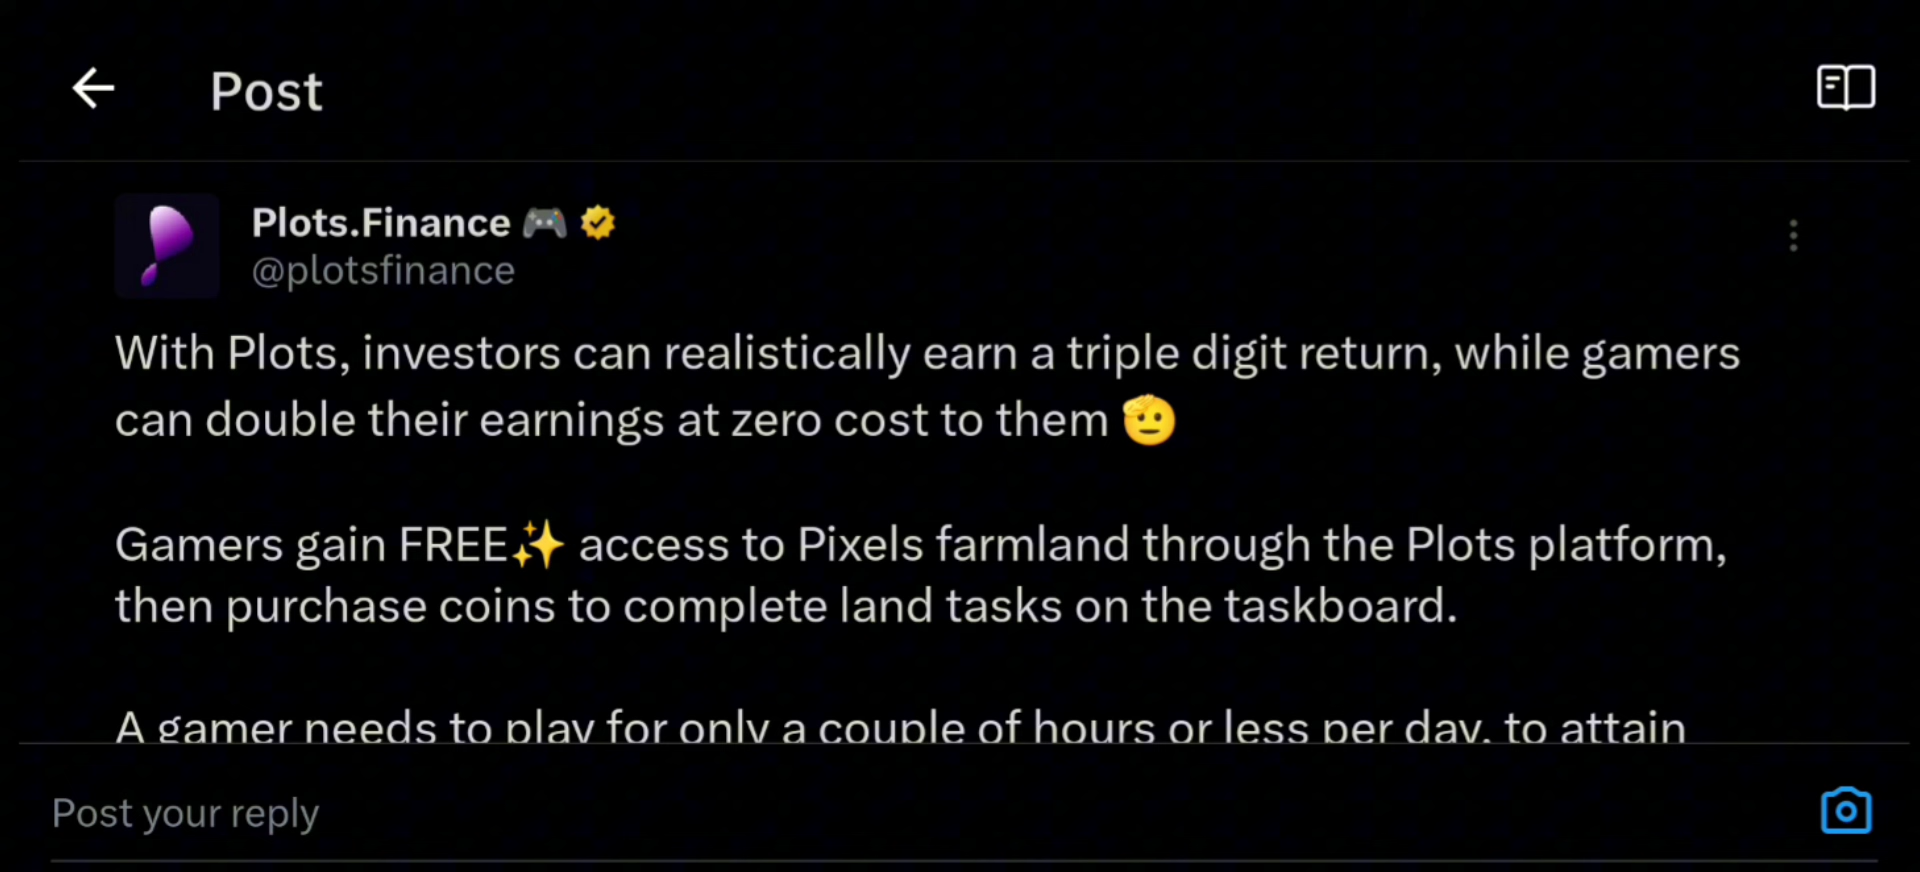 Post
Plots.Finance 🎮
@plotsfinance
With Plots, investors can realistically earn a triple digit return, while gamers
can double their earnings at zero cost to them 🫡
Gamers gain FREE✨ access to Pixels farmland through the Plots platform,
then purchase coins to complete land tasks on the taskboard.
A gamer needs to play for only a couple of hours or less per day, to attain
Post your reply